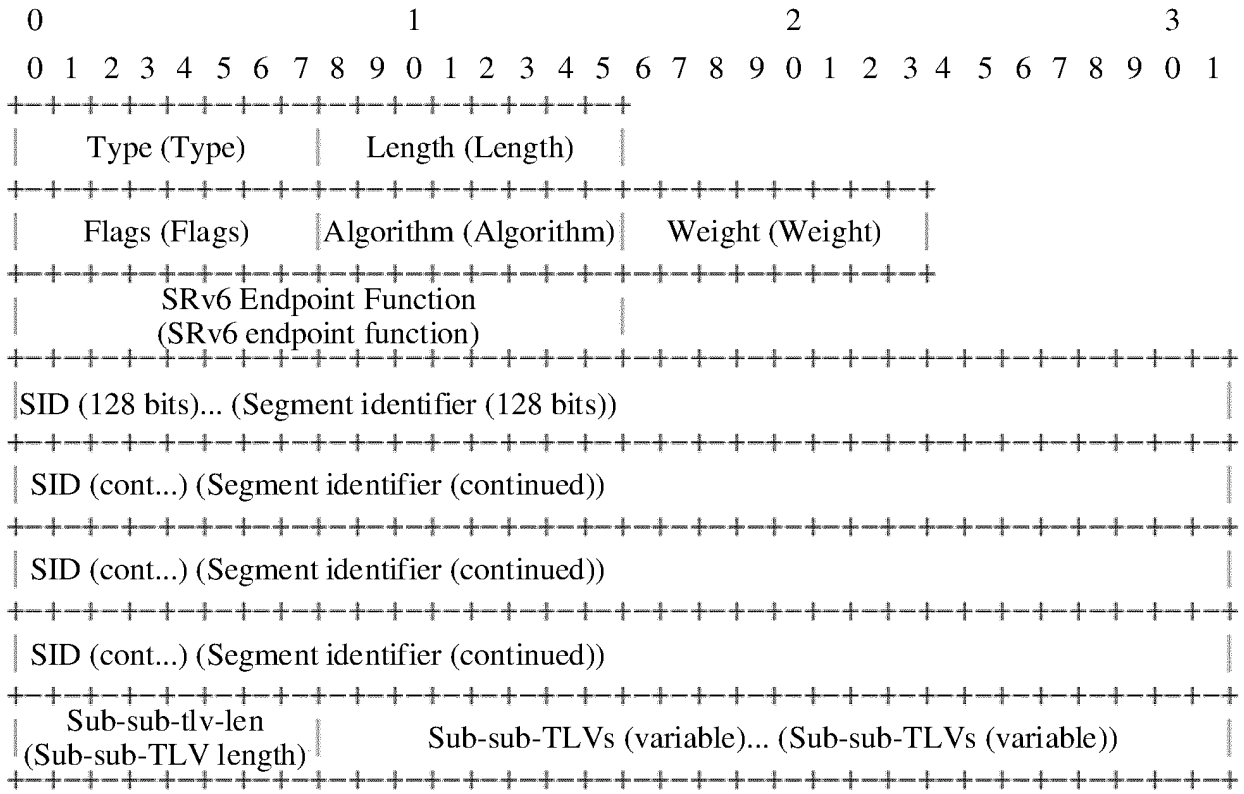 0 1 2 3
0 1 2 3 4 5 6 7 8 9 0 1 2 3 4 5 6 7 8 9 0 1 2 3 4 5 6 7 8 9 0 1
Type (Type) Length (Length)
Flags (Flags) Algorithm (Algorithm) Weight (Weight)
SRv6 Endpoint Function
(SRv6 endpoint function)
SID (128 bits)... (Segment identifier (128 bits))
SID (cont...) (Segment identifier (continued))
SID (cont...) (Segment identifier (continued))
SID (cont...) (Segment identifier (continued))
Sub-sub-tlv-len
(Sub-sub-TLV length) Sub-sub-TLVs (variable)... (Sub-sub-TLVs (variable))